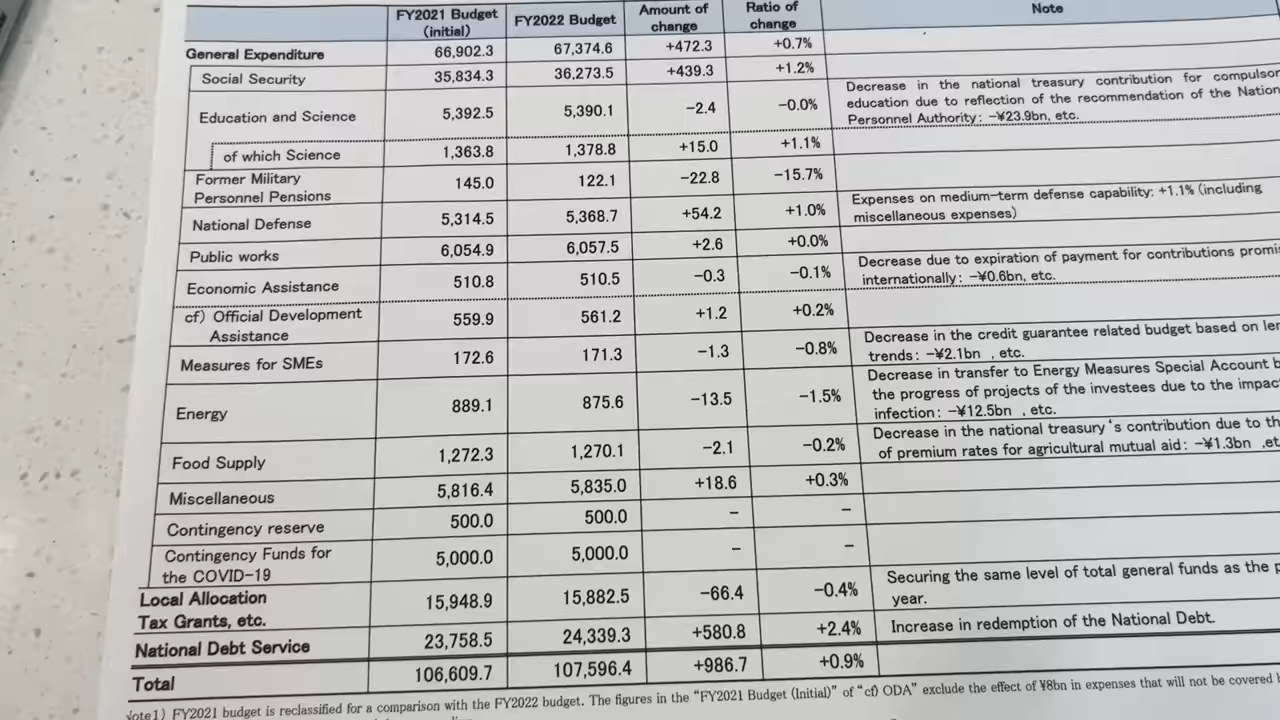 FY2021 Budget (initial) FY2022 Budget Amount of change Ratio of change Note
General Expenditure 66,902.3 67,374.6 +472.3 +0.7%
Social Security 35,834.3 36,273.5 +439.3 +1.2%
Education and Science 5,392.5 5,390.1 −2.4 −0.0% Decrease in the national treasury contribution for compulsor
education due to reflection of the recommendation of the Nation
Personnel Authority: −¥23.9bn, etc.
of which Science 1,363.8 1,378.8 +15.0 +1.1%
Former Military
Personnel Pensions 145.0 122.1 −22.8 −15.7%
National Defense 5,314.5 5,368.7 +54.2 +1.0% Expenses on medium-term defense capability: +1.1% (including
miscellaneous expenses)
Public works 6,054.9 6,057.5 +2.6 +0.0%
Economic Assistance 510.8 510.5 −0.3 −0.1% Decrease due to expiration of payment for contributions promi
internationally: −¥0.6bn, etc.
cf) Official Development
Assistance 559.9 561.2 +1.2 +0.2%
Measures for SMEs 172.6 171.3 −1.3 −0.8% Decrease in the credit guarantee related budget based on le
trends: −¥2.1bn , etc.
Energy 889.1 875.6 −13.5 −1.5% Decrease in transfer to Energy Measures Special Account b
the progress of projects of the investees due to the impac
infection: −¥12.5bn , etc.
Food Supply 1,272.3 1,270.1 −2.1 −0.2% Decrease in the national treasury's contribution due to th
of premium rates for agricultural mutual aid: −¥1.3bn ,et
Miscellaneous 5,816.4 5,835.0 +18.6 +0.3%
Contingency reserve 500.0 500.0 − −
Contingency Funds for
the COVID-19 5,000.0 5,000.0 − −
Local Allocation
Tax Grants, etc. 15,948.9 15,882.5 −66.4 −0.4% Securing the same level of total general funds as the p
year.
National Debt Service 23,758.5 24,339.3 +580.8 +2.4% Increase in redemption of the National Debt.
Total 106,609.7 107,596.4 +986.7 +0.9%
Note1) FY2021 budget is reclassified for a comparison with the FY2022 budget. The figures in the "FY2021 Budget (Initial)" of "cf) ODA" exclude the effect of ¥8bn in expenses that will not be covered b